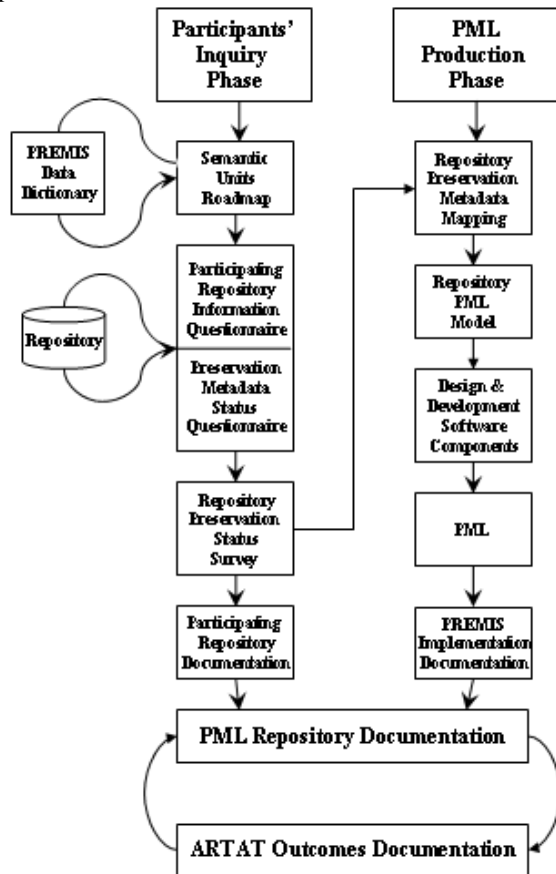 Participants'
Inquiry
Phase
PML
Production
Phase
PREMIS
Data
Dictionary
Semantic
Units
Roadmap
Repository
Preservation
Metadata
Mapping
Participating
Repository
Information
Questionnaire
Repository
PML
Model
Repository
Preservation
Metadata
Status
Questionnaire
Design &
Development
Software
Components
Repository
Preservation
Status
Survey
PML
Participating
Repository
Documentation
PREMIS
Implementation
Documentation
PML Repository Documentation
ARTAT Outcomes Documentation